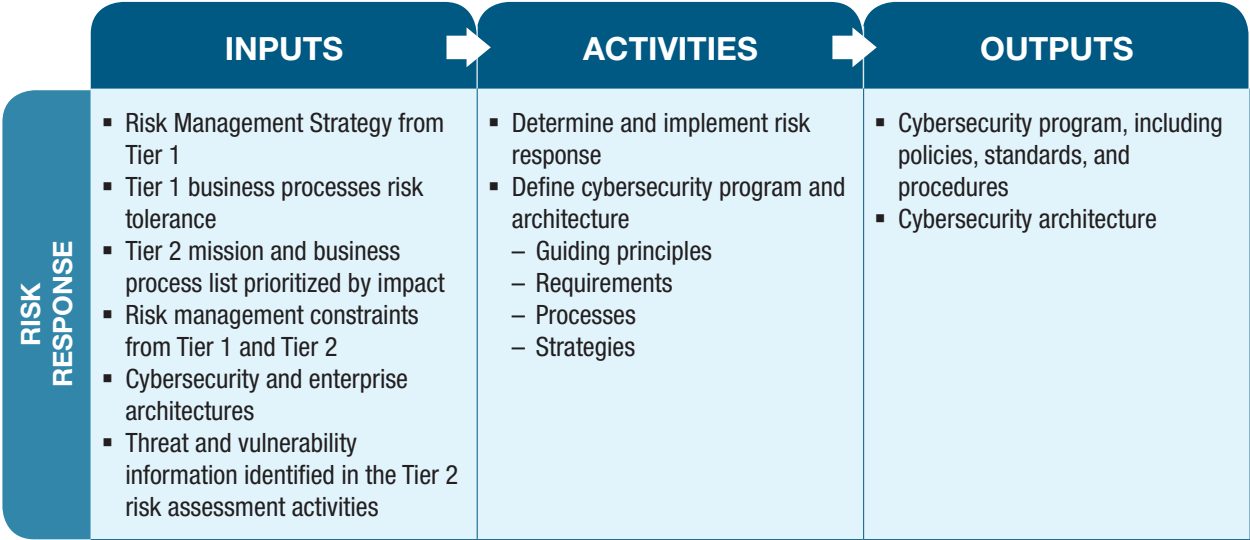 INPUTS
ACTIVITIES
OUTPUTS
RISK
RESPONSE
▪ Risk Management Strategy from
Tier 1
▪ Tier 1 business processes risk
tolerance
▪ Tier 2 mission and business
process list prioritized by impact
▪ Risk management constraints
from Tier 1 and Tier 2
▪ Cybersecurity and enterprise
architectures
▪ Threat and vulnerability
information identified in the Tier 2
risk assessment activities
▪ Determine and implement risk
response
▪ Define cybersecurity program and
architecture
– Guiding principles
– Requirements
– Processes
– Strategies
▪ Cybersecurity program, including
policies, standards, and
procedures
▪ Cybersecurity architecture